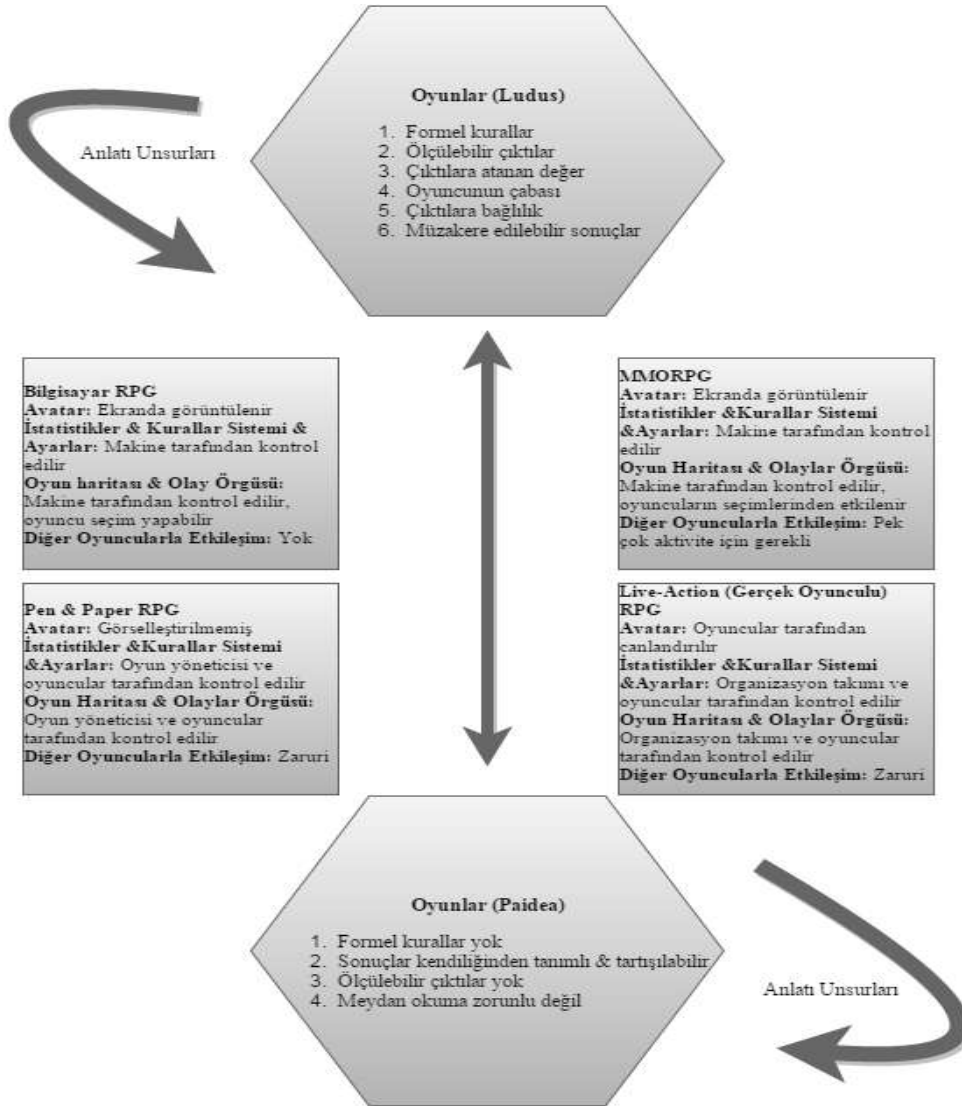 Oyunlar (Ludus)
1. Formel kurallar
2. Ölçülebilir çıktılar
3. Çıktılara atanan değer
4. Oyuncunun çabası
5. Çıktılara bağlılık
6. Müzakere edilebilir sonuçlar
Anlatı Unsurları
Bilgisayar RPG
Avatar: Ekranda görüntülenir
İstatistikler & Kurallar Sistemi &
Ayarlar: Makine tarafından kontrol
edilir
Oyun haritası & Olay Örgüsü:
Makine tarafından kontrol edilir,
oyuncu seçim yapabilir
Diğer Oyuncularla Etkileşim: Yok
MMORPG
Avatar: Ekranda görüntülenir
İstatistikler &Kurallar Sistemi
&Ayarlar: Makine tarafından kontrol
edilir
Oyun Haritası & Olaylar Örgüsü:
Makine tarafından kontrol edilir,
oyuncuların seçimlerinden etkilenir
Diğer Oyuncularla Etkileşim: Pek
çok aktivite için gerekli
Pen & Paper RPG
Avatar: Görselleştirilmemiş
İstatistikler &Kurallar Sistemi
&Ayarlar: Oyun yöneticisi ve
oyuncular tarafından kontrol edilir
Oyun Haritası & Olaylar Örgüsü:
Oyun yöneticisi ve oyuncular
tarafından kontrol edilir
Diğer Oyuncularla Etkileşim: Zaruri
Live-Action (Gerçek Oyunculu)
RPG
Avatar: Oyuncular tarafından
canlandırılır
İstatistikler &Kurallar Sistemi
&Ayarlar: Organizasyon takımı ve
oyuncular tarafından kontrol edilir
Oyun Haritası & Olaylar Örgüsü:
Organizasyon takımı ve oyuncular
tarafından kontrol edilir
Diğer Oyuncularla Etkileşim: Zaruri
Oyunlar (Paidea)
1. Formel kurallar yok
2. Sonuçlar kendiliğinden tanımlı & tartışılabilir
3. Ölçülebilir çıktılar yok
4. Meydan okuma zorunlu değil
Anlatı Unsurları